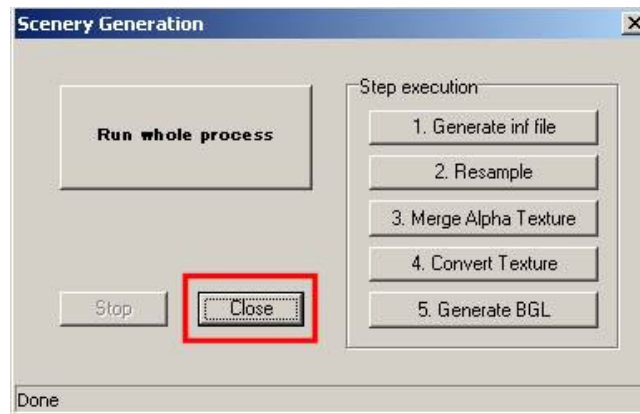 Scenery Generation
Run whole process
Step execution
1. Generate inf file
2. Resample
3. Merge Alpha Texture
4. Convert Texture
5. Generate BGL
Stop
Close
Done